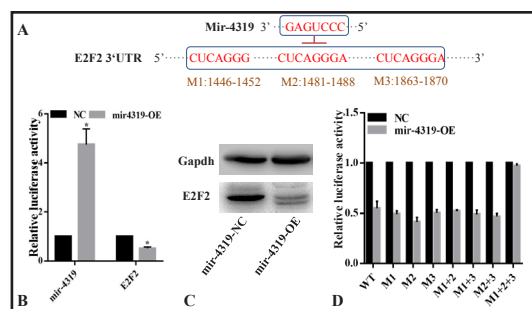 A
Mir-4319 3' ···GAGUCCC··· 5'
E2F2 3'UTR 5' ······CUCAGGG ······CUCAGGGA ······CUCAGGGA······ 3'
M1:1446-1452 M2:1481-1488 M3:1863-1870
Relative luciferase activity
8
6
4
2
0
NC
mir4319-OE
*
*
mir-4319
E2F2
B
Gapdh
E2F2
mir-4319-NC
mir-4319-OE
C
Relative luciferase activity
1.5
1.0
0.5
0.0
NC
mir-4319-OE
WT
M1
M2
M3
M1+2
M1+3
M2+3
M1+2+3
D